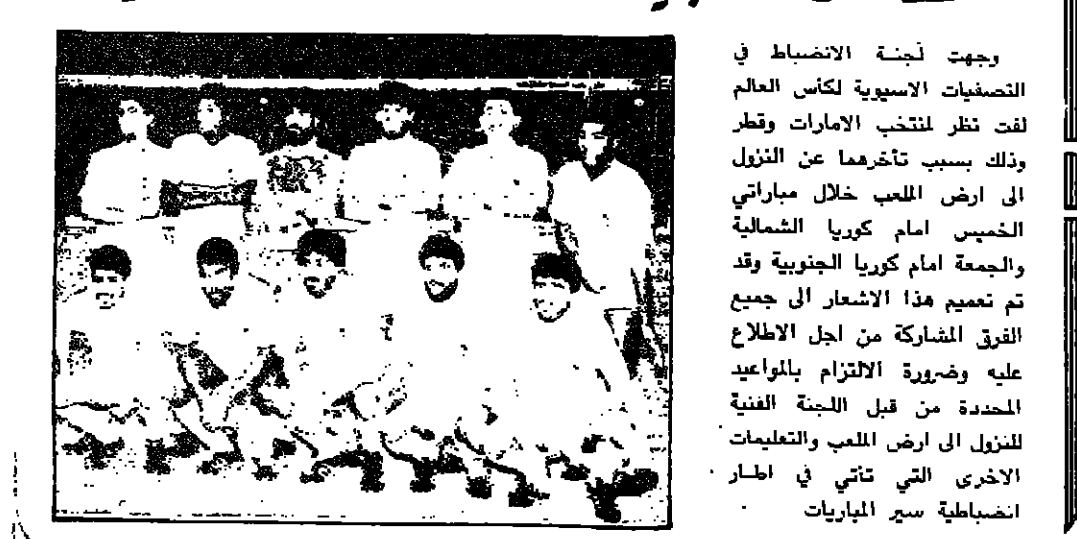 وجهت لجنة الانضباط في
التصفيات الاسيوية لكأس العالم
لفت نظر لمنتخب الامارات وقطر
وذلك بسبب تأخرهما عن النزول
الى ارض الملعب خلال مباراتي
الخميس امام كوريا الشمالية
والجمعة امام كوريا الجنوبية وقد
تم تعميم هذا الاشعار الى جميع
الفرق المشاركة من اجل الاطلاع
عليه وضرورة الالتزام بالمواعيد
المحددة من قبل اللجنة الفنية
للنزول الى ارض الملعب والتعليمات
الاخرى التي تأتي في اطار
انضباطية سير المباريات